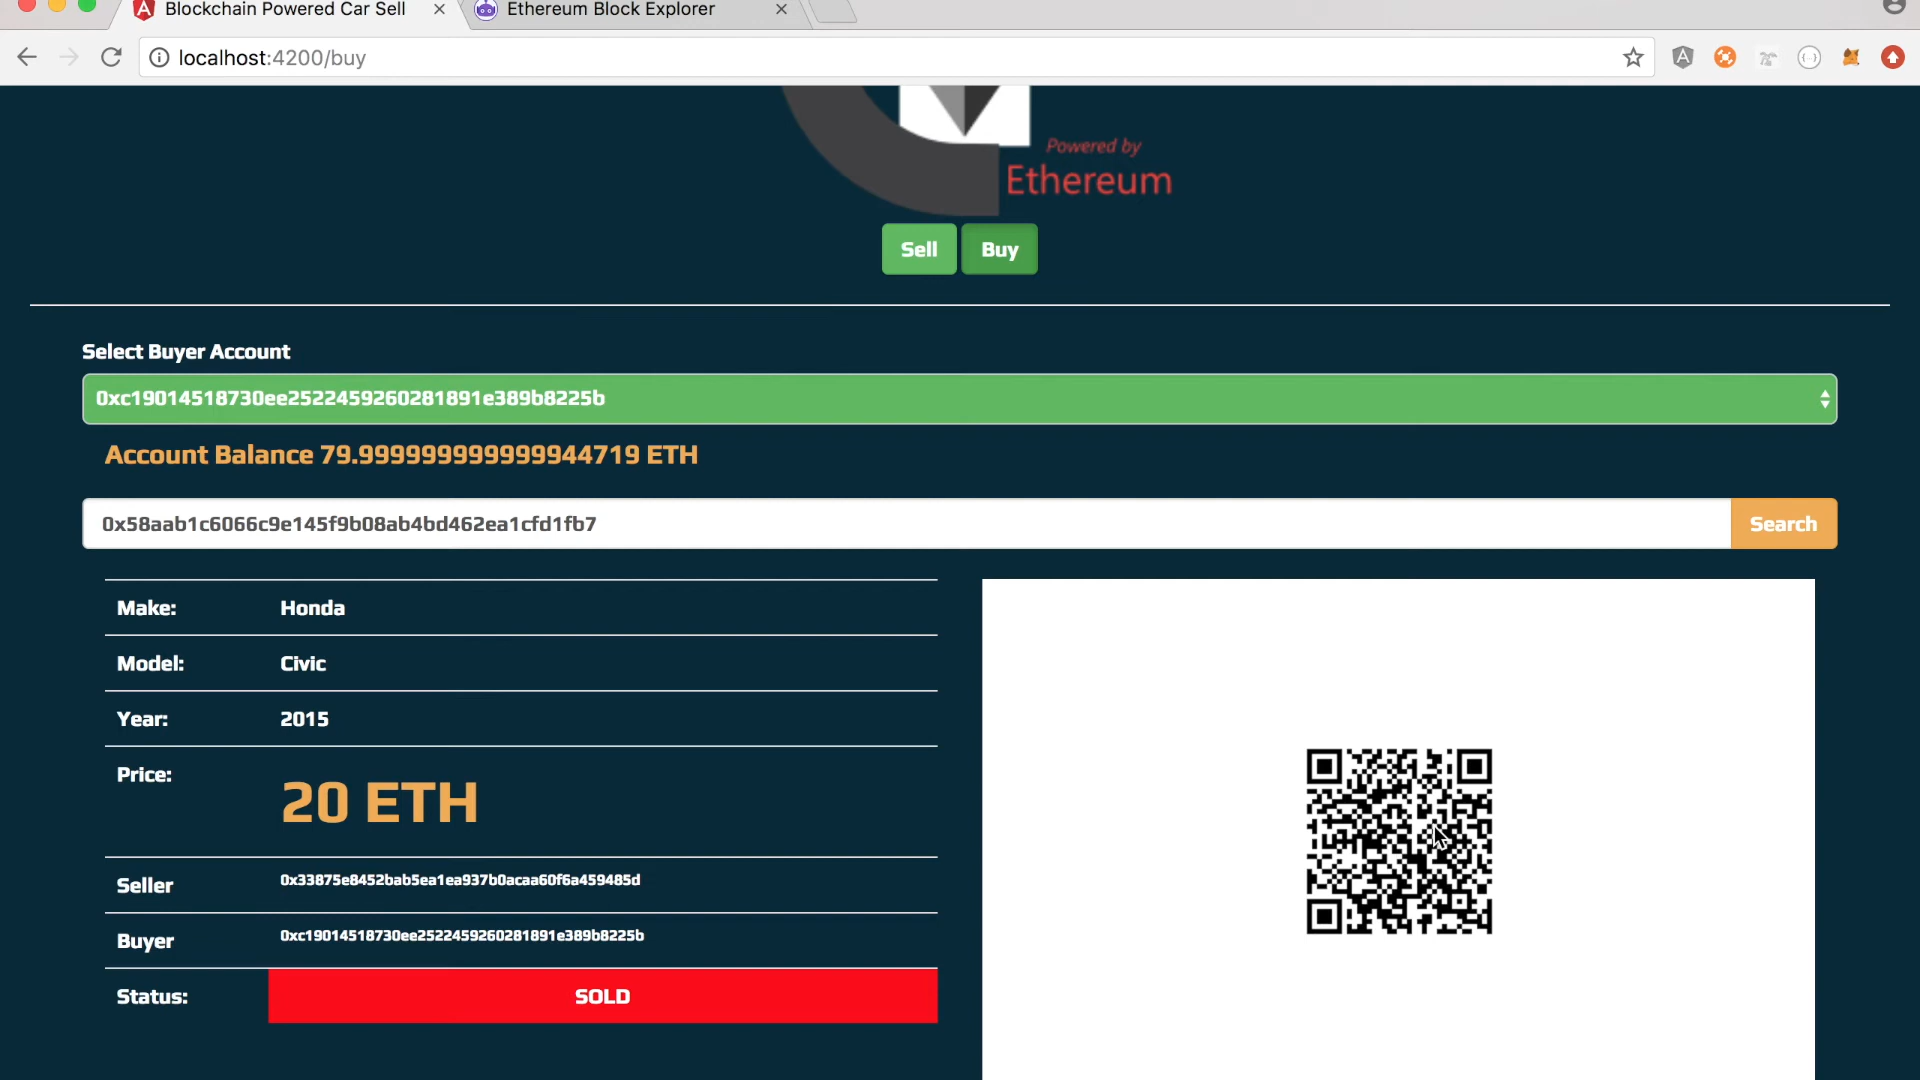 Blockchain Powered Car Sell
Ethereum Block Explorer
localhost:4200/buy
Powered by
Ethereum
Sell Buy
Select Buyer Account
0xc19014518730ee2522459260281891e389b8225b
Account Balance 79.999999999999944719 ETH
0x58aab1c6066c9e145f9b08ab4bd462ea1cfd1fb7 Search
Make: Honda
Model: Civic
Year: 2015
Price: 20 ETH
Seller 0x33875e8452bab5ea1ea937b0acaa60f6a459485d
Buyer 0xc19014518730ee2522459260281891e389b8225b
Status: SOLD